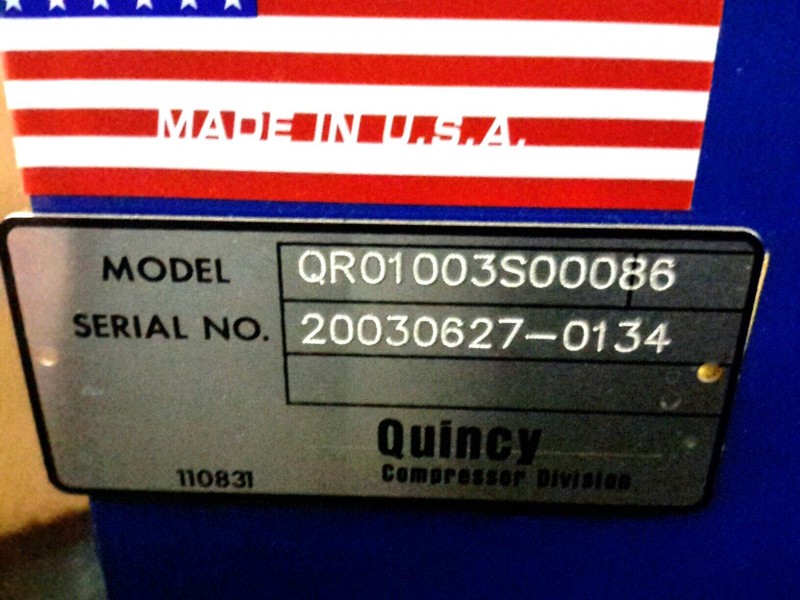 MADE IN U.S.A.
MODEL QR01003S00086
SERIAL NO. 20030627-0134
Quincy
Compressor Division
110831